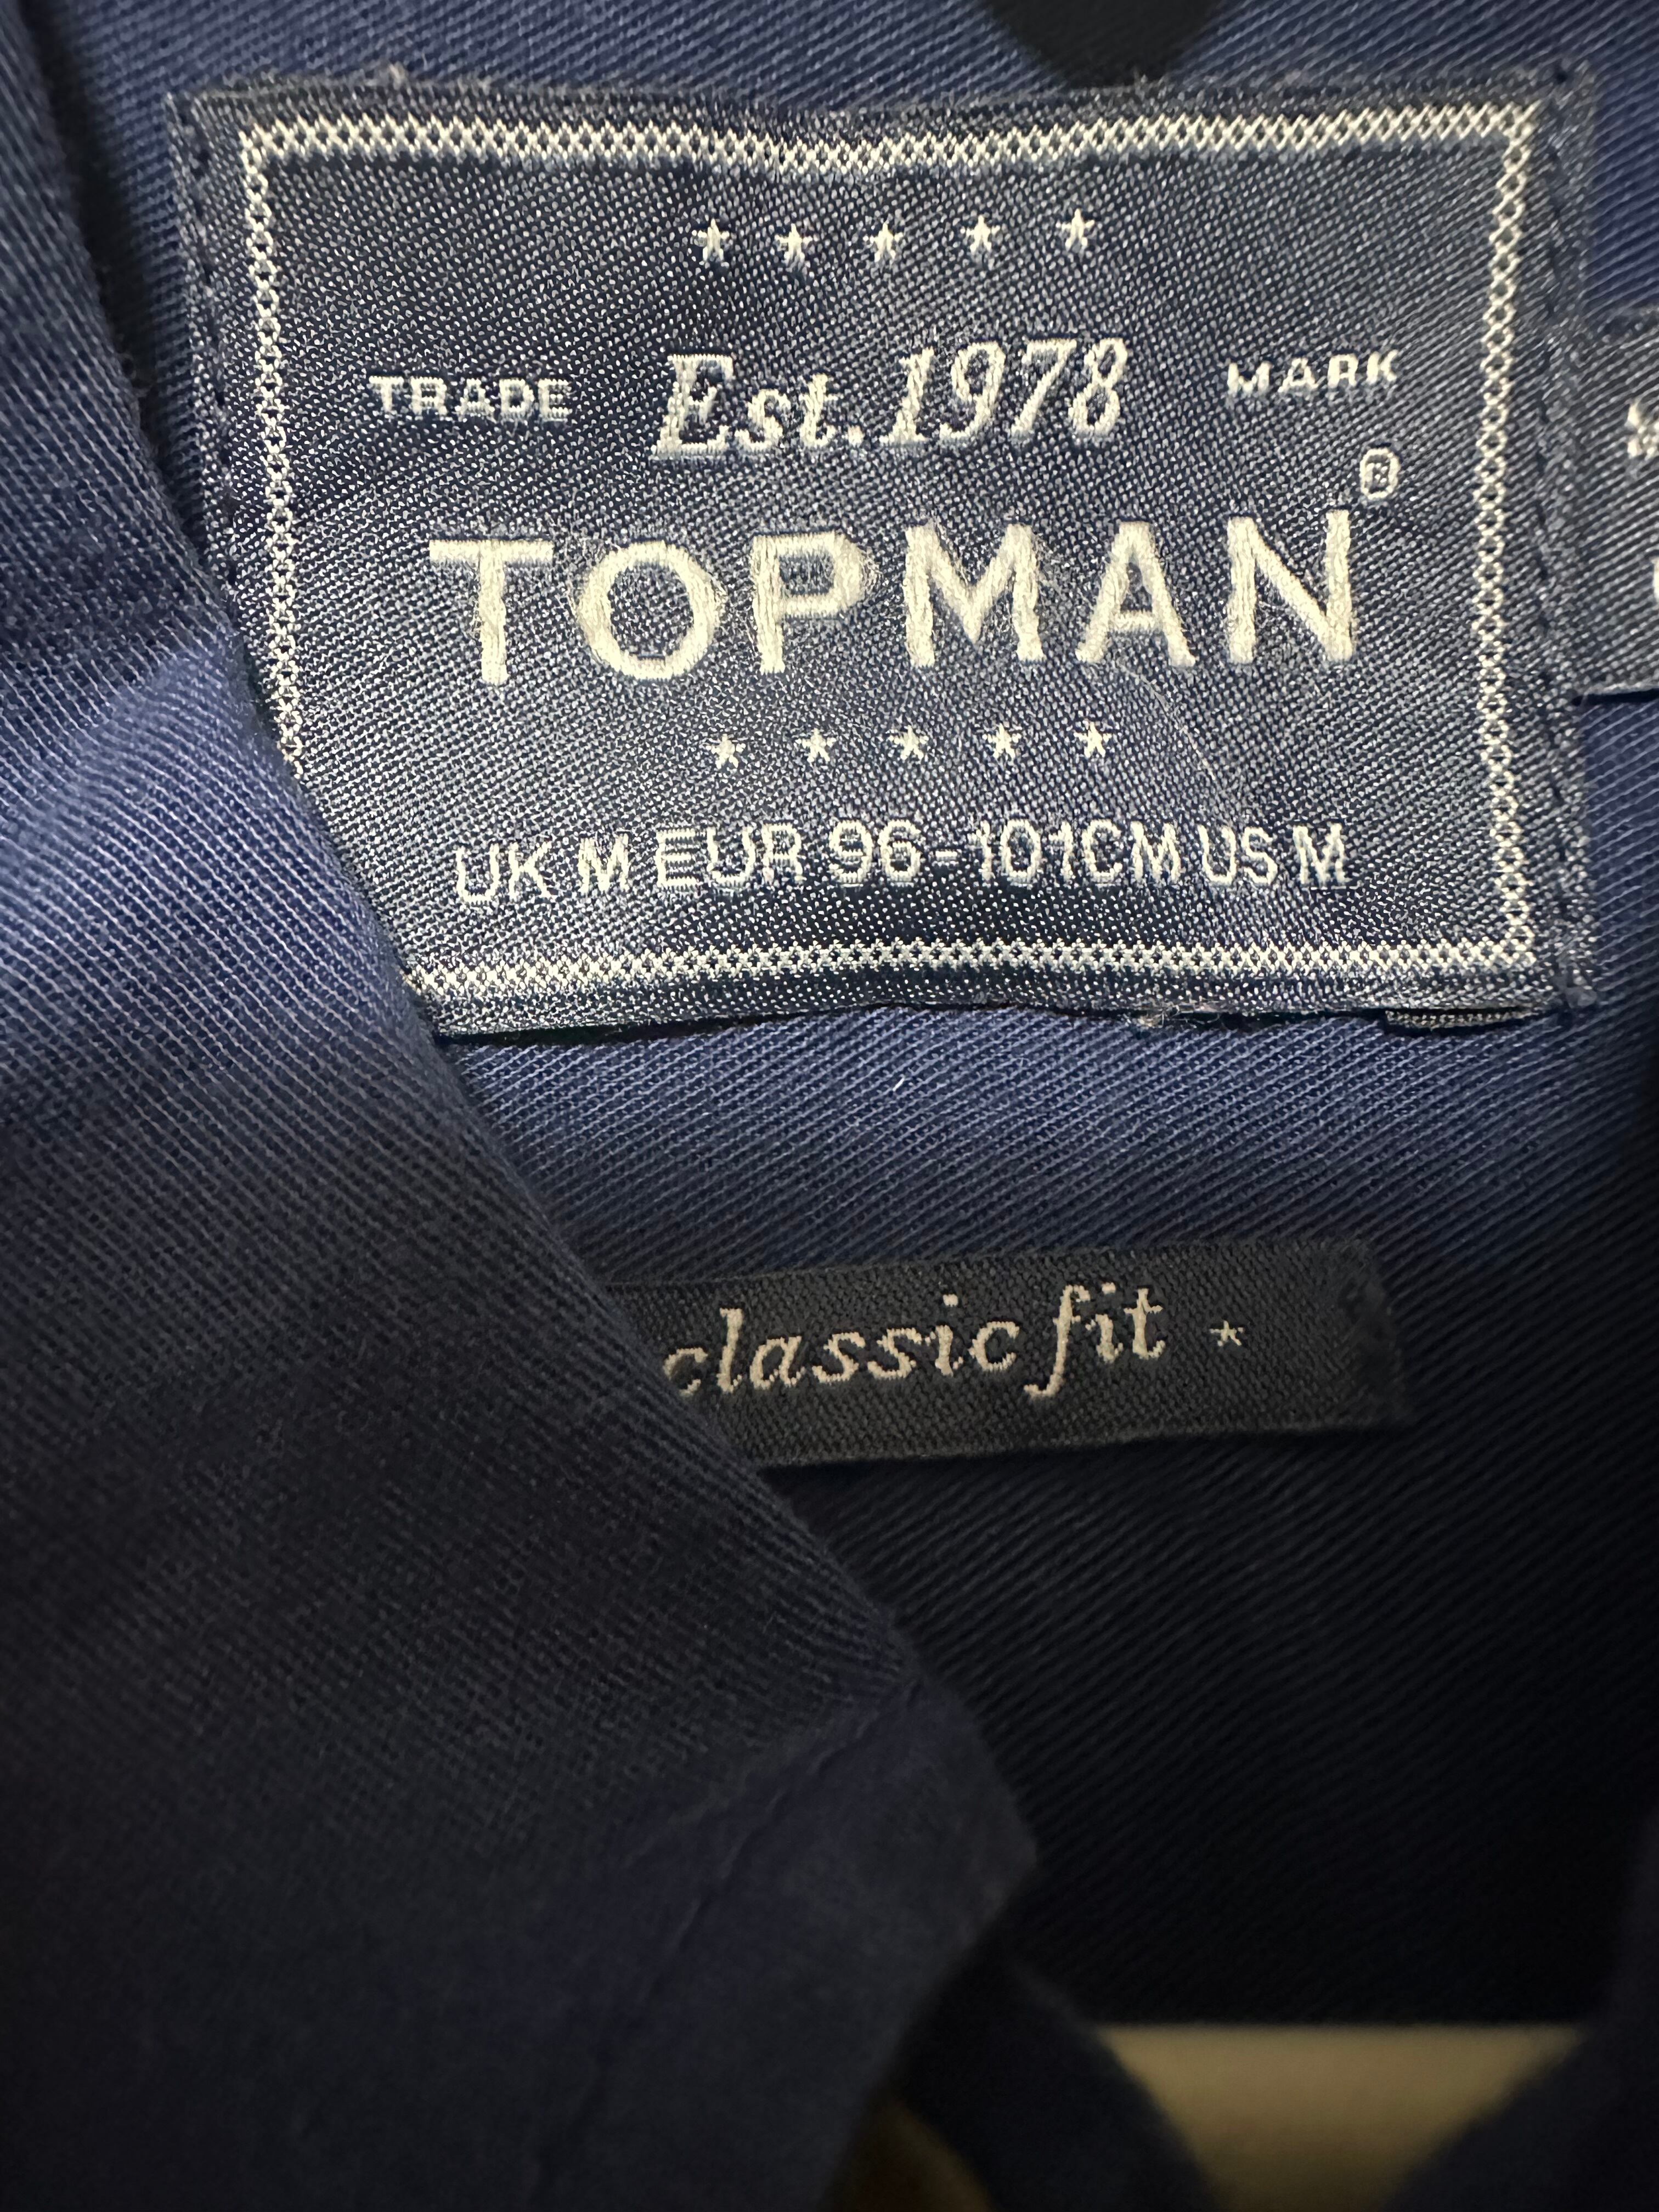 TRADE Est.1978 MARK
TOPMAN®
UK M EUR 96-101CM US M
classic fit